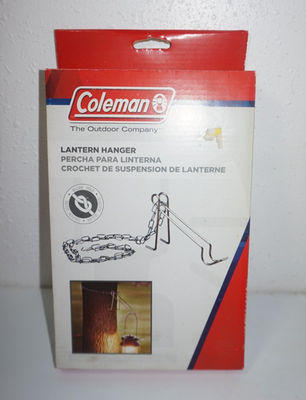 Coleman
The Outdoor Company
LANTERN HANGER
PERCHA PARA LINTERNA
CROCHET DE SUSPENSION DE LANTERNE